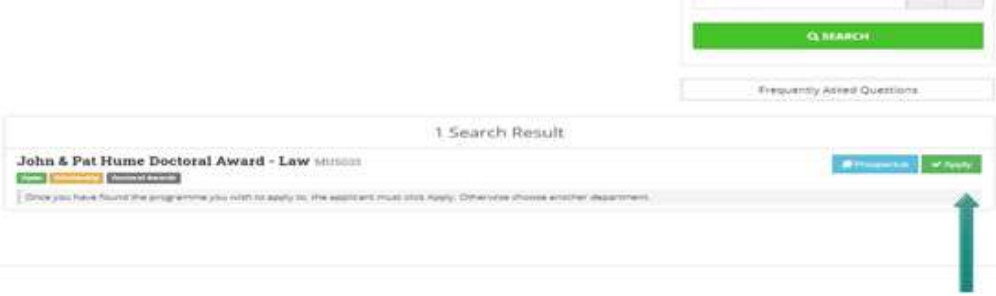 SEARCH
Frequently Asked Questions
1 Search Result
John & Pat Hume Doctoral Award - Law
Prospectus
Apply
Open Scholarship Doctoral Awards
Once you have found the programme you wish to apply to, the applicant must click Apply. Otherwise choose another department.